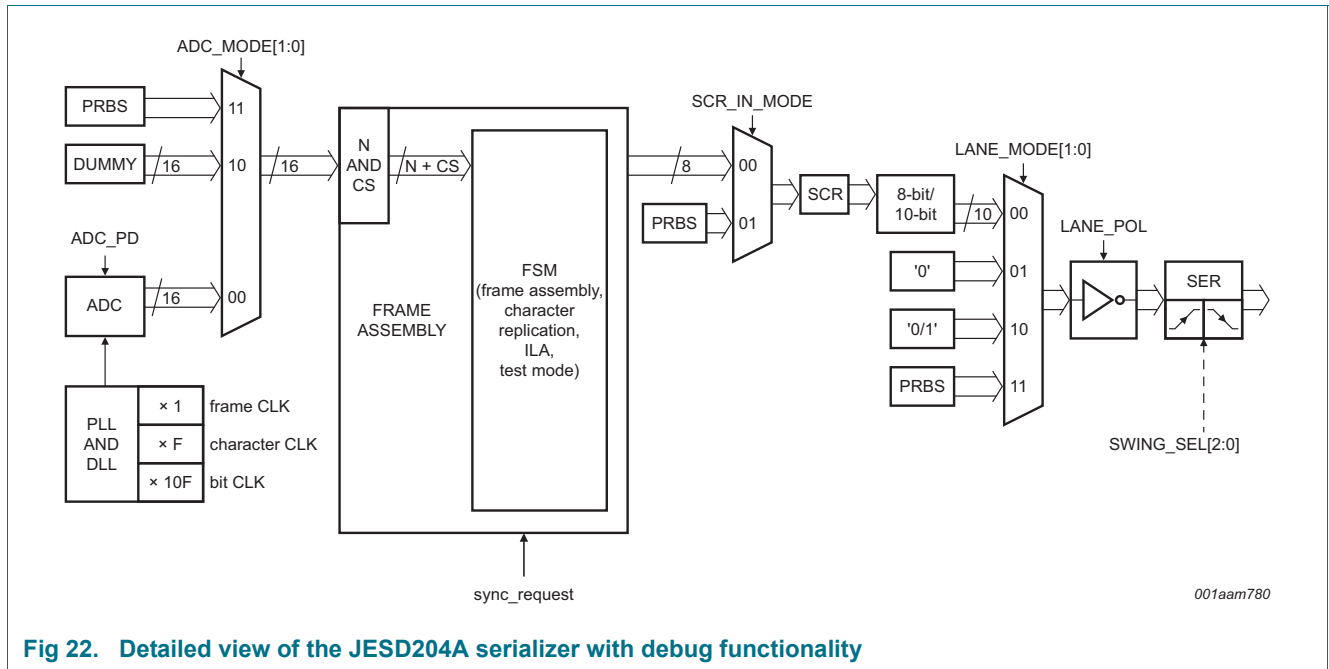 ADC_MODE[1:0]
PRBS
11
DUMMY
16
10
16
ADC_PD
ADC
16
00
PLL
AND
DLL
× 1
frame CLK
× F
character CLK
× 10F
bit CLK
N
AND
CS
N + CS
FRAME
ASSEMBLY
FSM
(frame assembly,
character
replication,
ILA,
test mode)
sync_request
8
SCR_IN_MODE
00
PRBS
01
SCR
8-bit/
10-bit
10
LANE_MODE[1:0]
00
'0'
01
'0/1'
10
PRBS
11
LANE_POL
SER
SWING_SEL[2:0]
001aam780
Fig 22. Detailed view of the JESD204A serializer with debug functionality